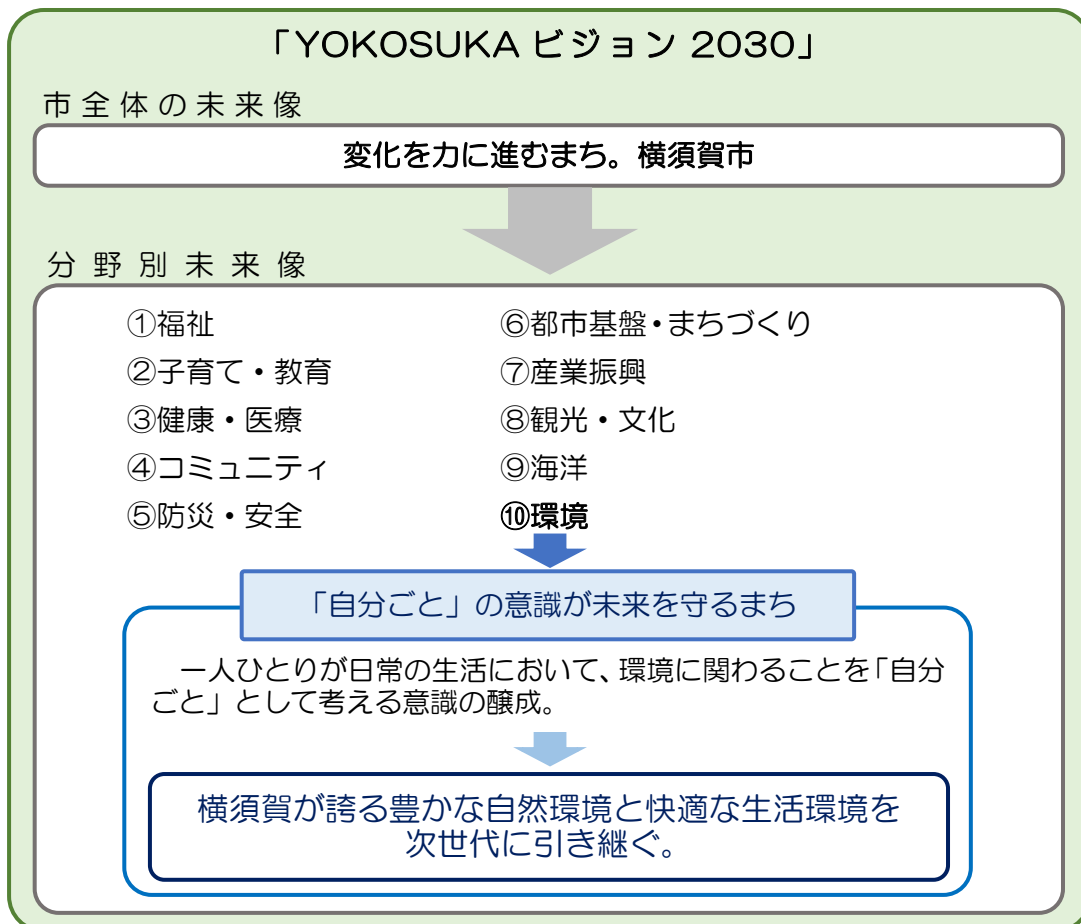 「YOKOSUKA ビジョン 2030」
市全体の未来像
変化を力に進むまち。横須賀市
分野別未来像
①福祉
②子育て・教育
③健康・医療
④コミュニティ
⑤防災・安全
⑥都市基盤・まちづくり
⑦産業振興
⑧観光・文化
⑨海洋
⑩環境
「自分ごと」の意識が未来を守るまち
一人ひとりが日常の生活において、環境に関わることを「自分
ごと」として考える意識の醸成。
横須賀が誇る豊かな自然環境と快適な生活環境を
次世代に引き継ぐ。